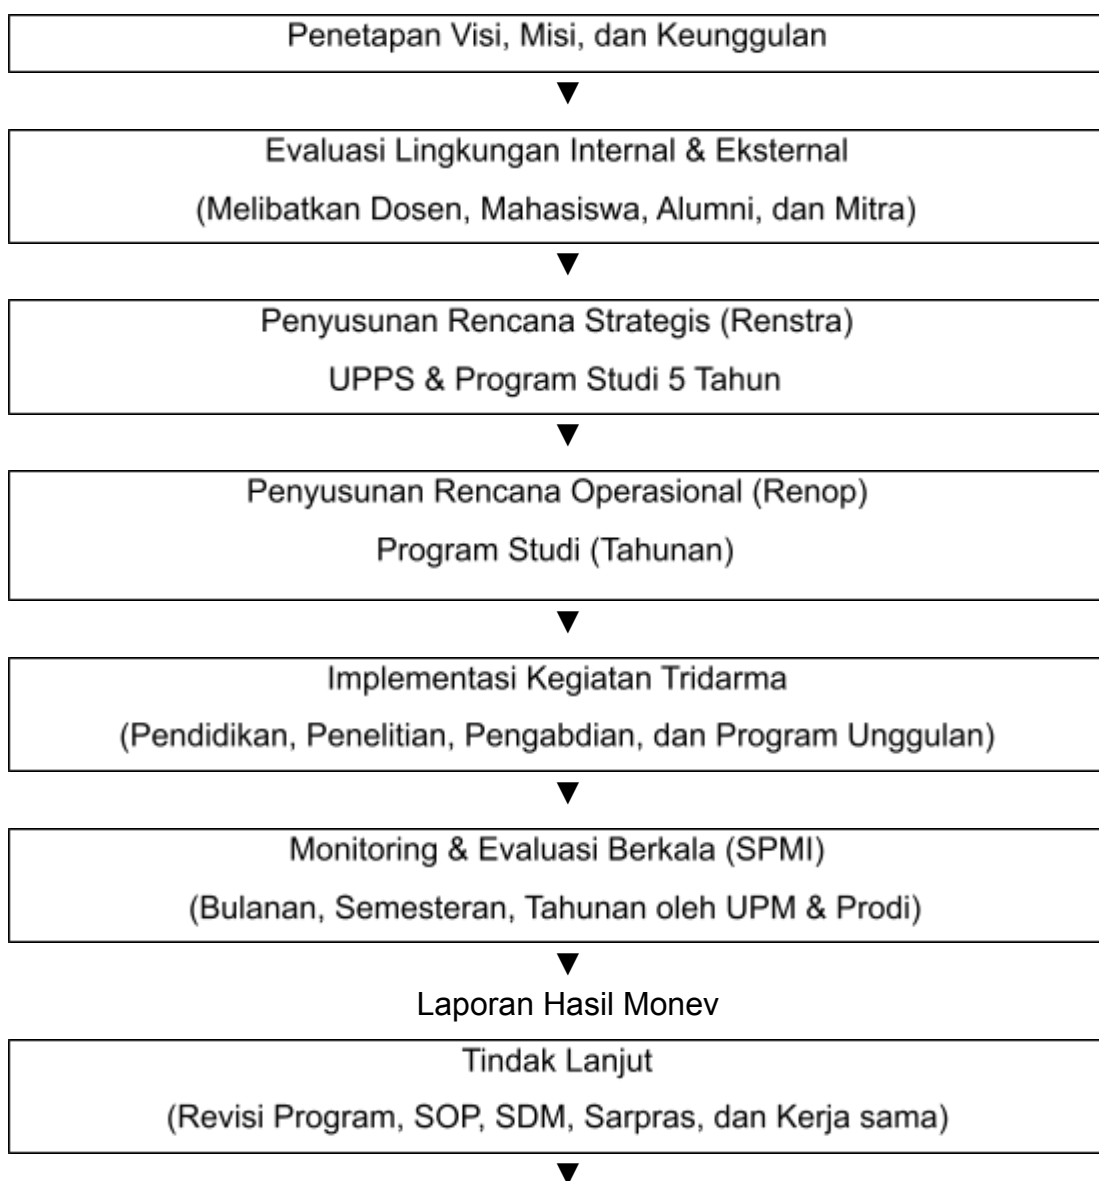 Penetapan Visi, Misi, dan Keunggulan
Evaluasi Lingkungan Internal & Eksternal
(Melibatkan Dosen, Mahasiswa, Alumni, dan Mitra)
Penyusunan Rencana Strategis (Renstra)
UPPS & Program Studi 5 Tahun
Penyusunan Rencana Operasional (Renop)
Program Studi (Tahunan)
Implementasi Kegiatan Tridarma
(Pendidikan, Penelitian, Pengabdian, dan Program Unggulan)
Monitoring & Evaluasi Berkala (SPMI)
(Bulanan, Semesteran, Tahunan oleh UPM & Prodi)
Laporan Hasil Monev
Tindak Lanjut
(Revisi Program, SOP, SDM, Sarpras, dan Kerja sama)